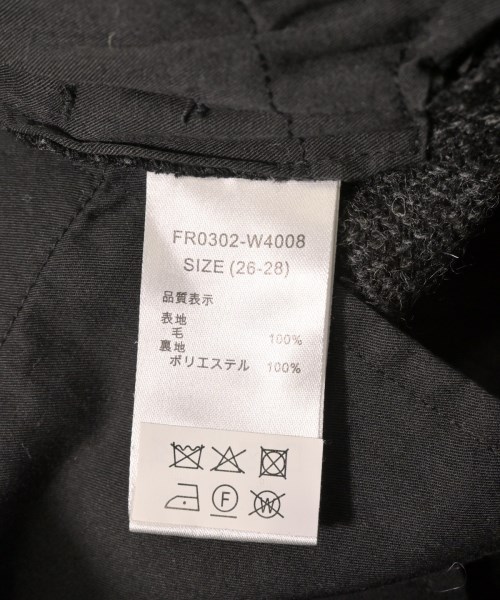 FR0302-W4008
SIZE (26-28)
品質表示
表地
毛 100%
裏地
ポリエステル 100%
F
W